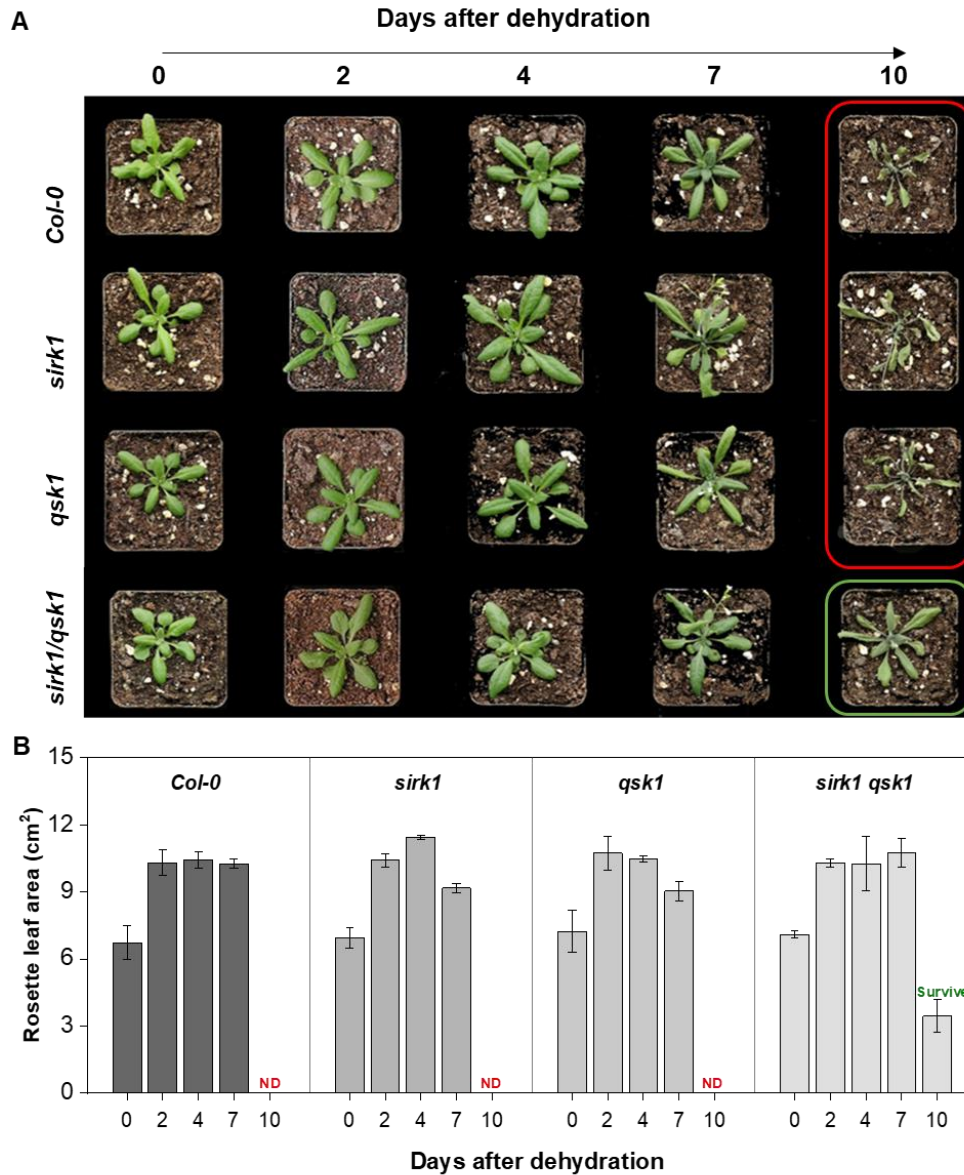 A
Days after dehydration
0 2 4 7 10
Col-0
sirk1
qsk1
sirk1/qsk1
B
Rosette leaf area (cm²)
15
12
9
6
3
0
Col-0 sirk1 qsk1 sirk1 qsk1
ND ND ND Survive
0 2 4 7 10 0 2 4 7 10 0 2 4 7 10 0 2 4 7 10
Days after dehydration